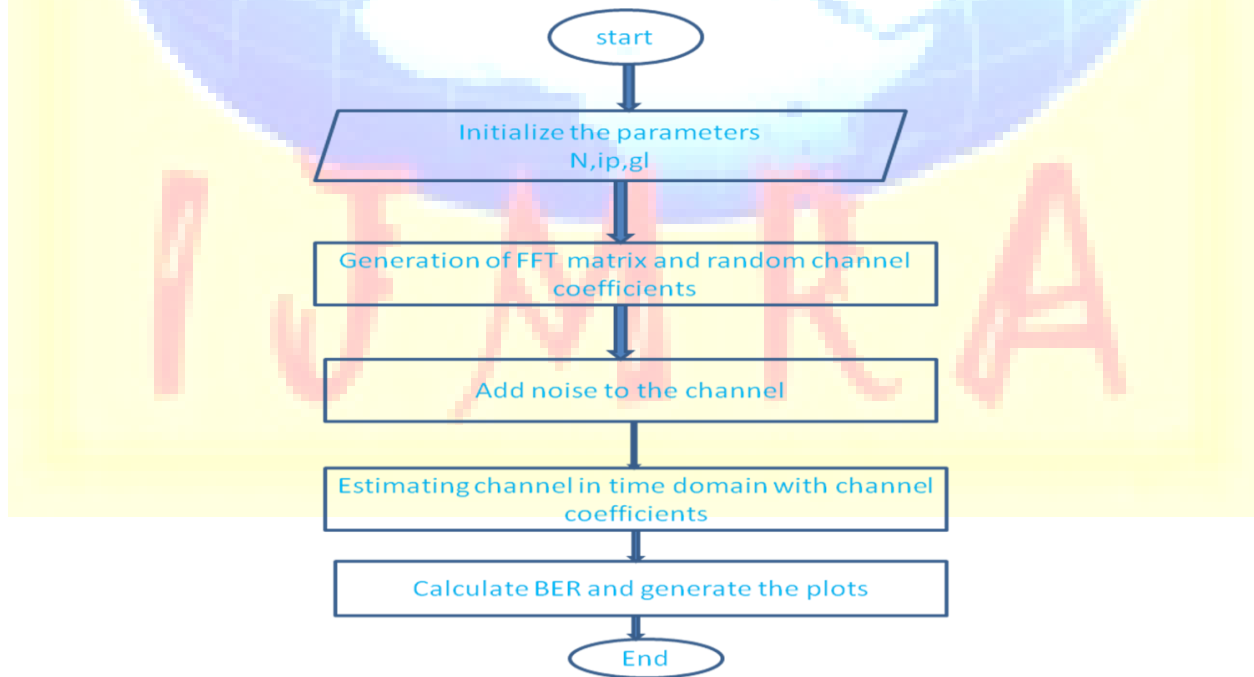 start
Initialize the parameters
N,ip,gl
Generation of FFT matrix and random channel
coefficients
IJMRA
Add noise to the channel
Estimating channel in time domain with channel
coefficients
Calculate BER and generate the plots
End